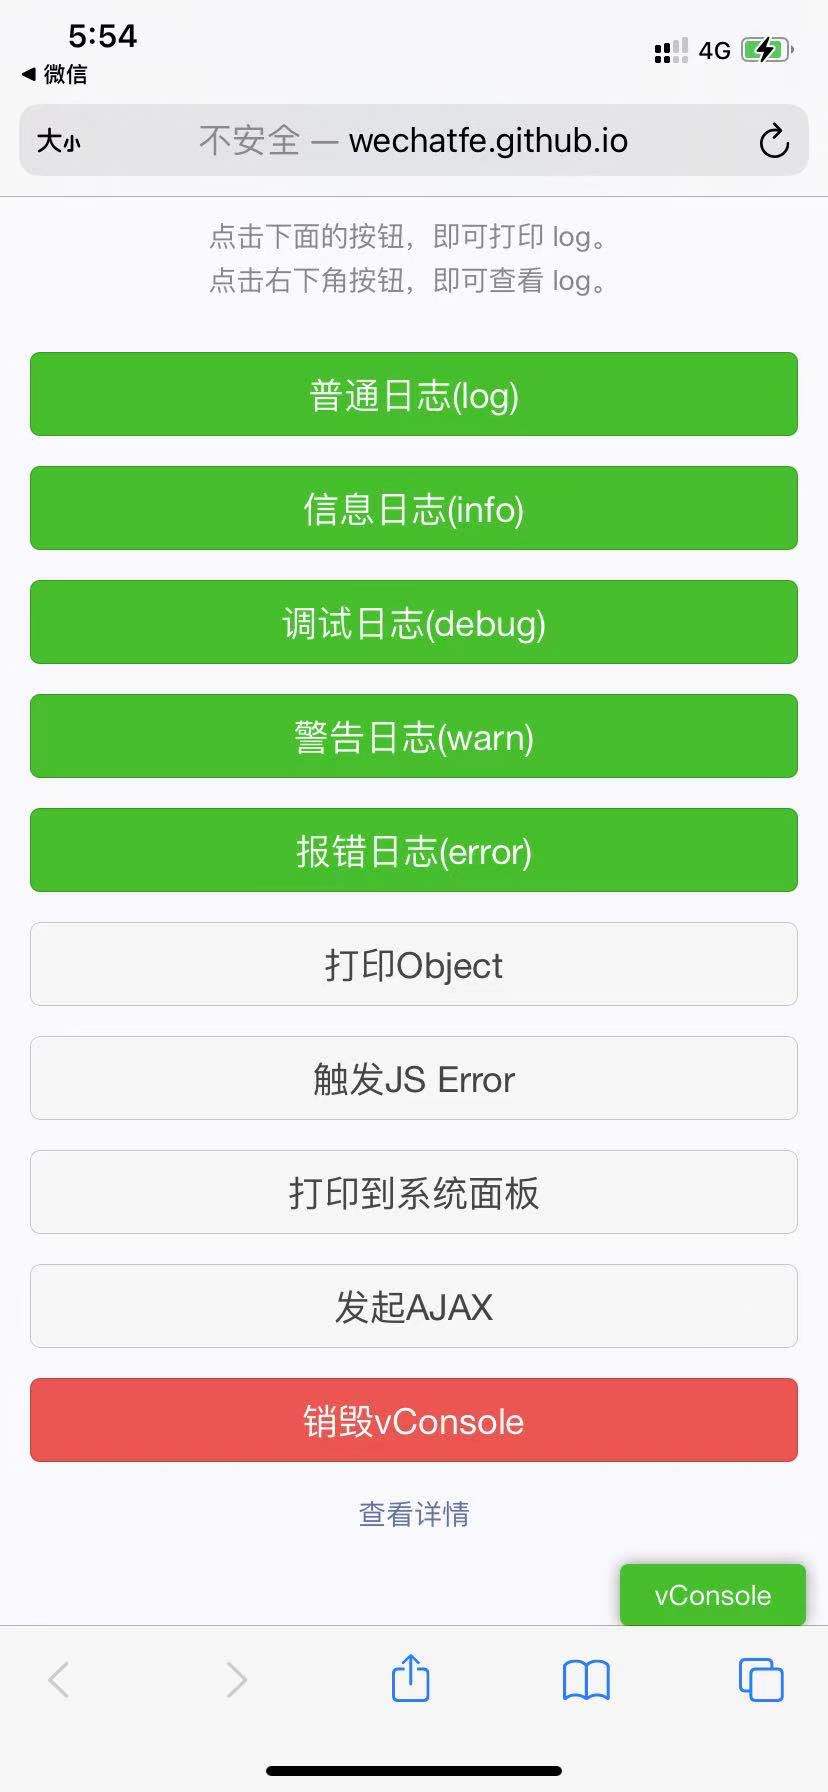 5:54
4G
◀ 微信
大小 不安全 — wechatfe.github.io
点击下面的按钮，即可打印 log。
点击右下角按钮，即可查看 log。
普通日志(log)
信息日志(info)
调试日志(debug)
警告日志(warn)
报错日志(error)
打印Object
触发JS Error
打印到系统面板
发起AJAX
销毁vConsole
查看详情
vConsole